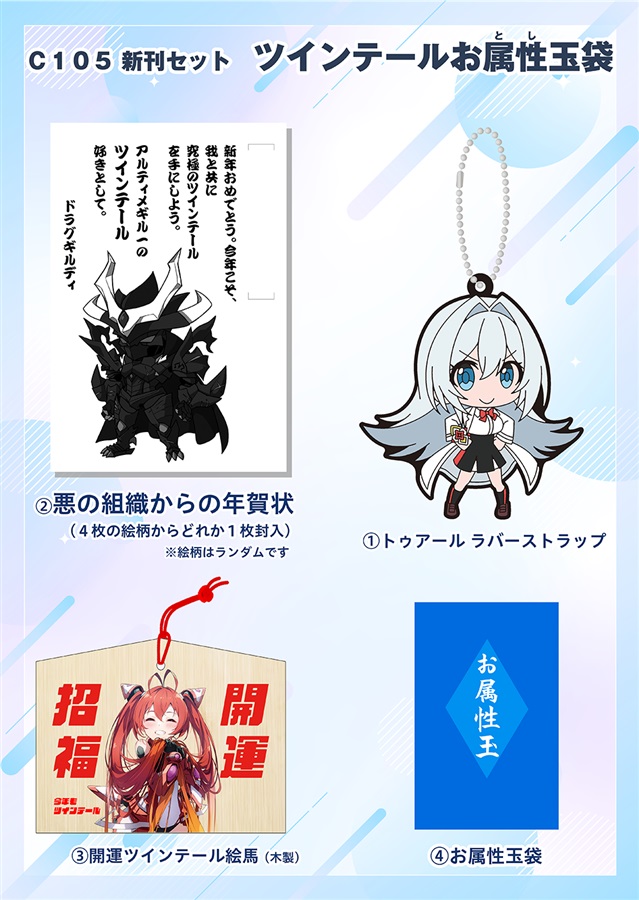 C105 新刊セット ツインテールお属性玉袋
とし
新年おめでとう。今年こそ、
我と共に
究極のツインテール
を手にしよう。
アルティメギル一の
ツインテール
好きとして。
ドラグギルディ
②悪の組織からの年賀状
（4枚の絵柄からどれか1枚封入）
※絵柄はランダムです
①トゥアール ラバーストラップ
開運
招福
今年も
ツインテール
③開運ツインテール絵馬（木製）
お属性玉
④お属性玉袋